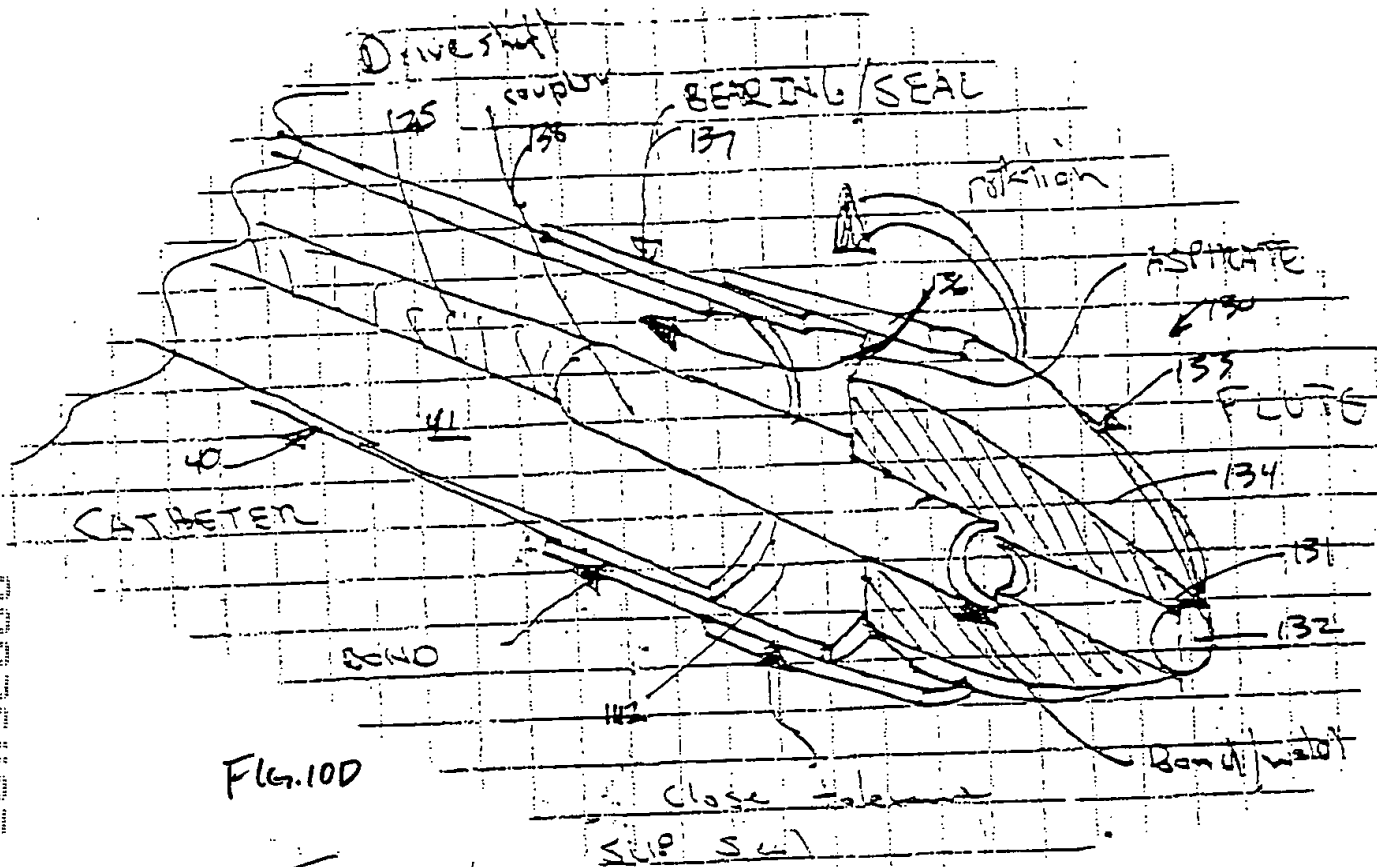 Driveshaft
coupler
125
138
BEARING/SEAL
137
rotation
ASPIRATE
136
130
133
FLUTE
134
40
41
CATHETER
131
132
BOND
142
Bond/weld
FIG. 10D
Close tolerance
SLIP Seal